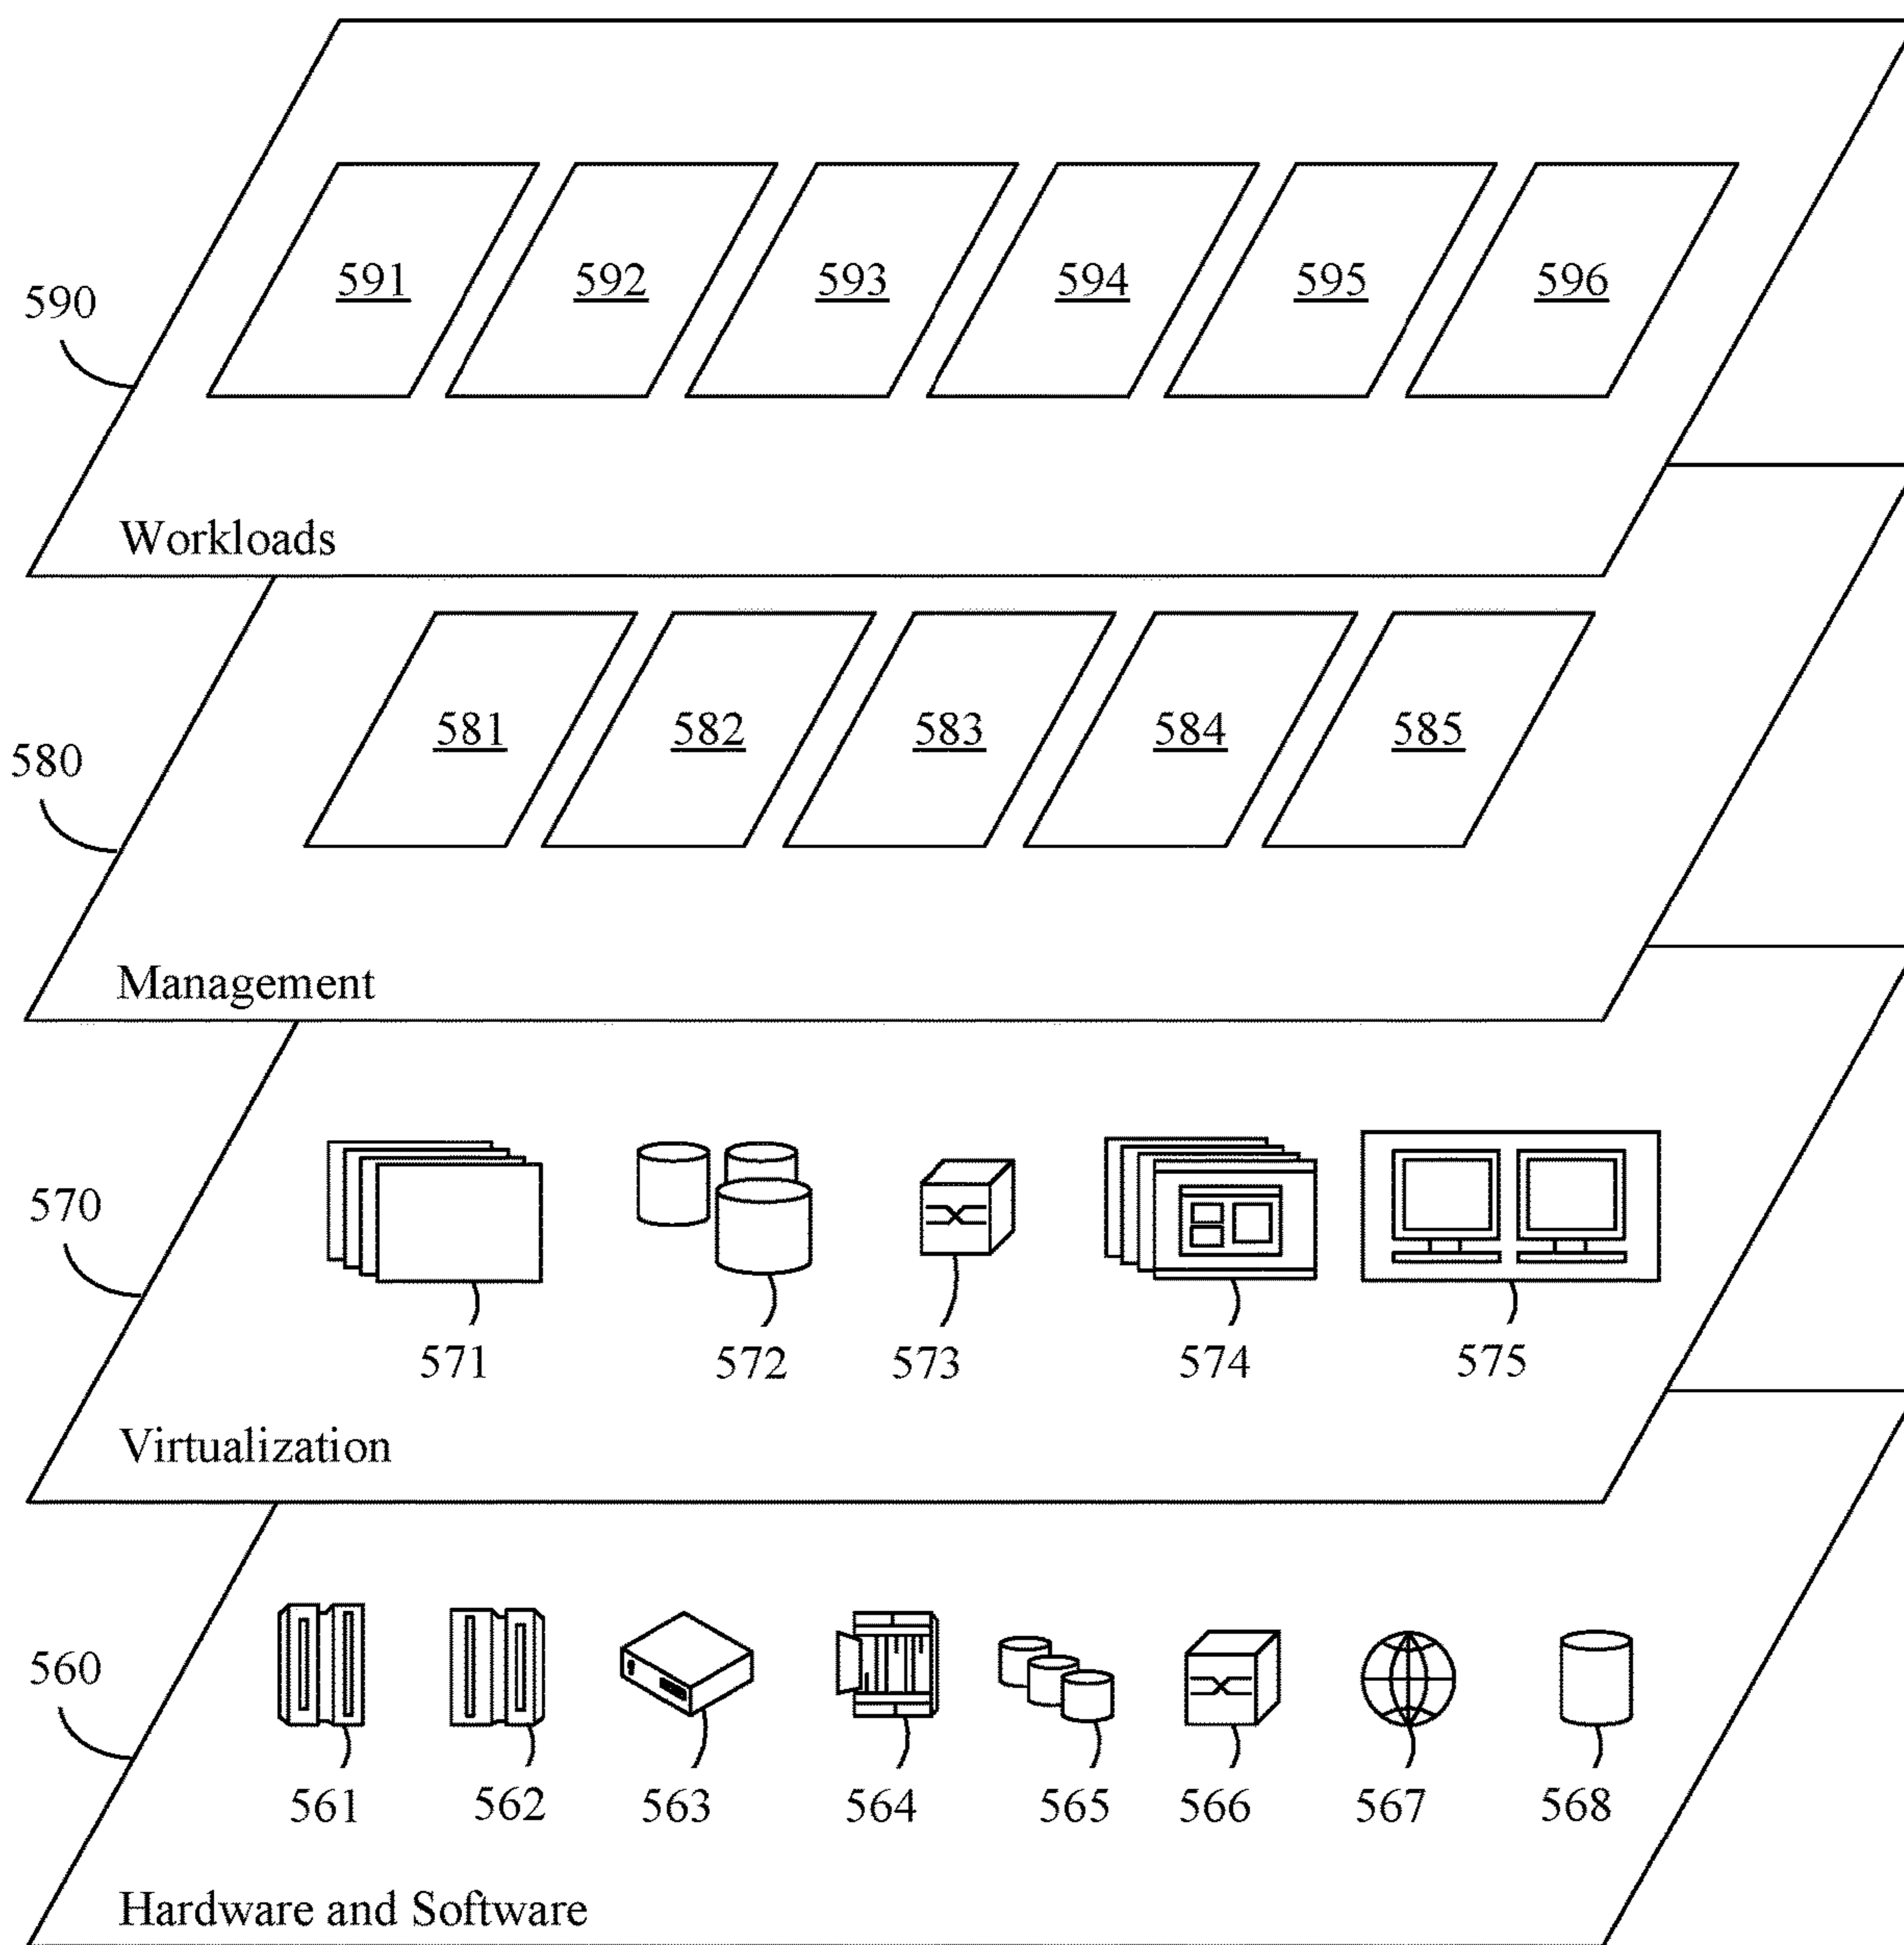 591 592 593 594 595 596
590
Workloads
581 582 583 584 585
580
Management
570
571 572 573 574 575
Virtualization
560
561 562 563 564 565 566 567 568
Hardware and Software